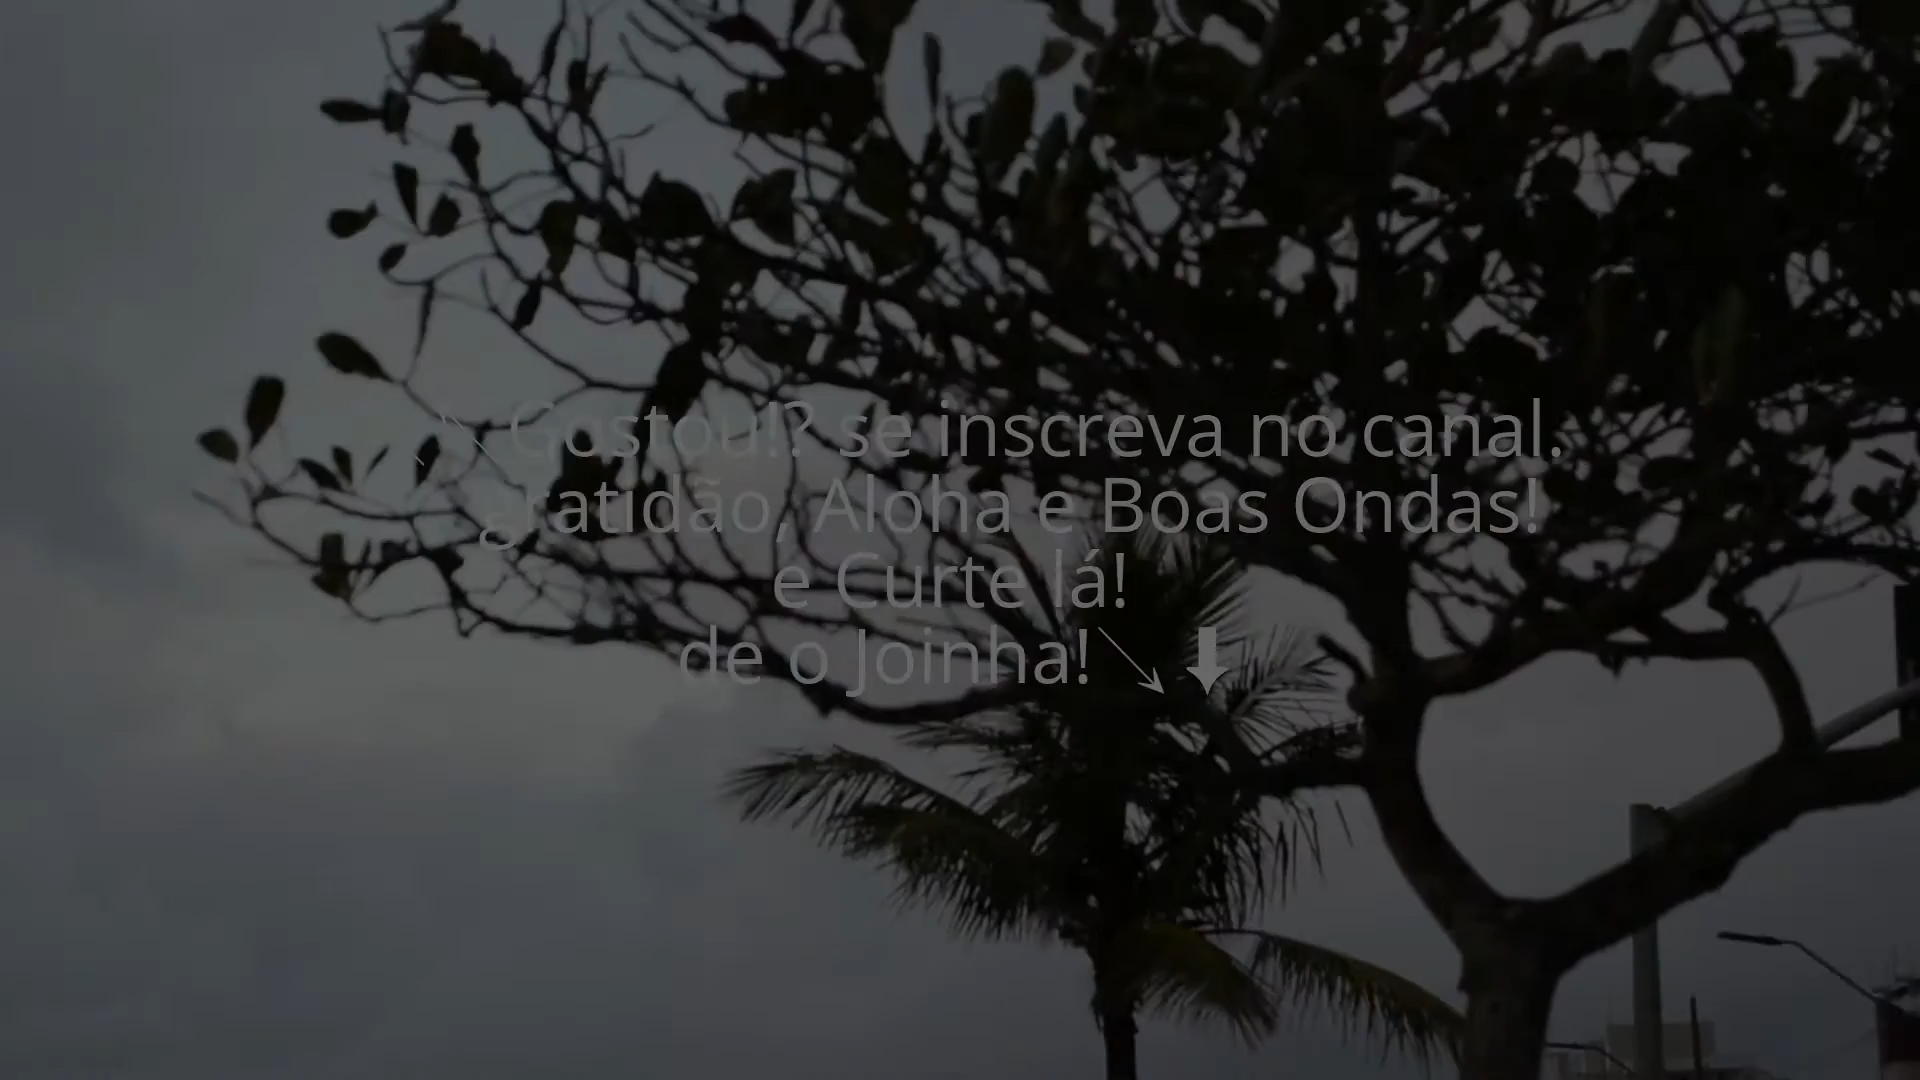 Gostou!? se inscreva no canal.
gratidão, Aloha e Boas Ondas!
e Curte lá!
de o Joinha! ↘ ⬇